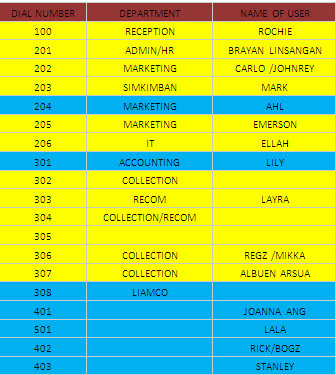 DIAL NUMBER DEPARTMENT NAME OF USER
100 RECEPTION ROCHIE
201 ADMIN/HR BRAYAN LINSANGAN
202 MARKETING CARLO /JOHNREY
203 SIMKIMBAN MARK
204 MARKETING AHL
205 MARKETING EMERSON
206 IT ELLAH
301 ACCOUNTING LILY
302 COLLECTION
303 RECOM LAYRA
304 COLLECTION/RECOM
305
306 COLLECTION REGZ /MIKKA
307 COLLECTION ALBUEN ARSUA
308 LIAMCO
401 JOANNA ANG
501 LALA
402 RICK/BOGZ
403 STANLEY